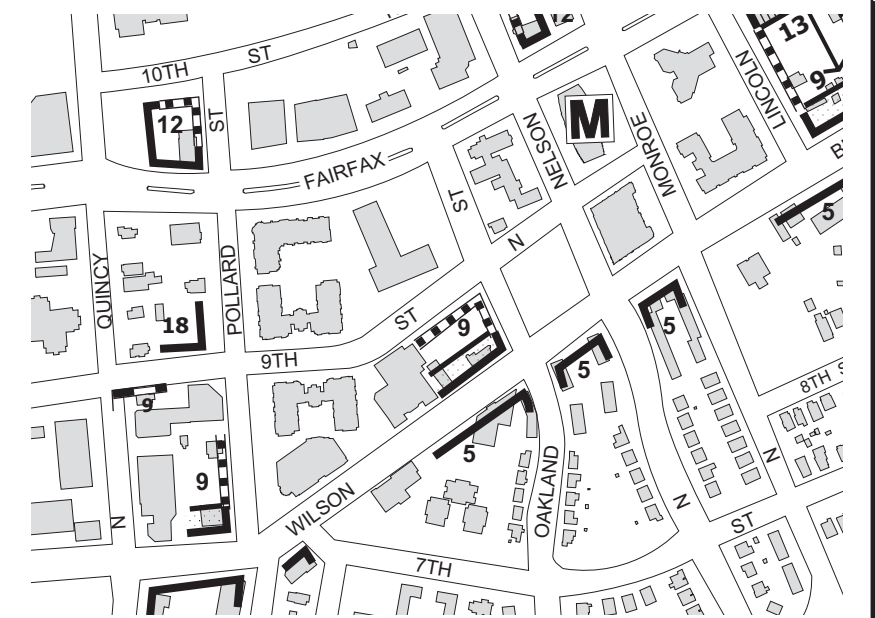 12
13
ST
10TH
LINCOLN
9
M
12
ST
NELSON
MONROE
FAIRFAX
ST
5
N
QUINCY
POLLARD
18
ST
9
5
9TH
5
8TH S
9
5
9
OAKLAND
N
WILSON
N
N
ST
7TH